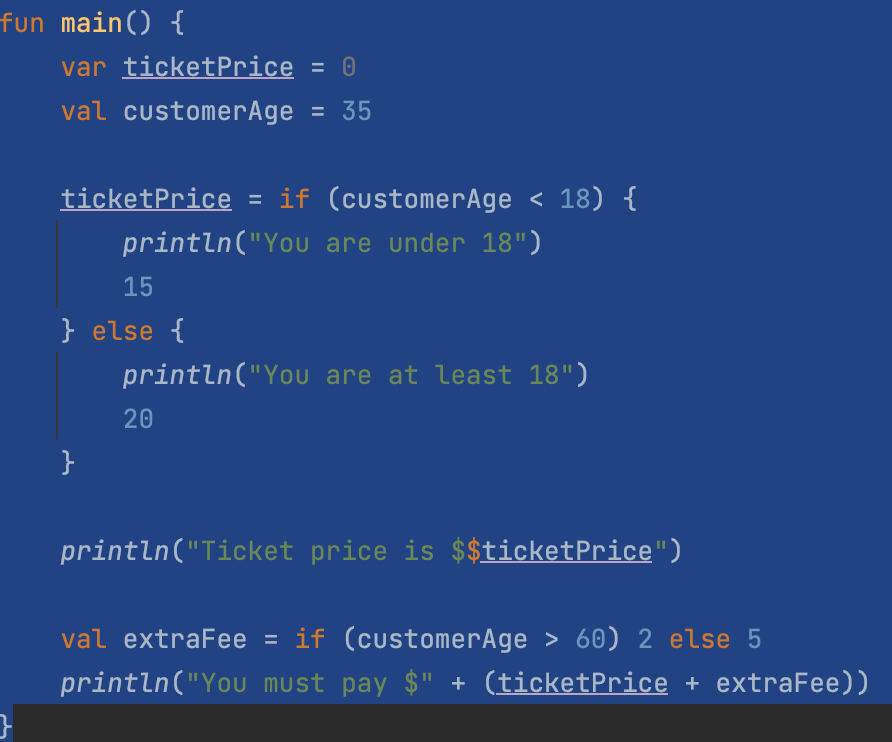 fun main() {
    var ticketPrice = 0
    val customerAge = 35

    ticketPrice = if (customerAge < 18) {
        println("You are under 18")
        15
    } else {
        println("You are at least 18")
        20
    }

    println("Ticket price is $$ticketPrice")

    val extraFee = if (customerAge > 60) 2 else 5
    println("You must pay $" + (ticketPrice + extraFee))
}